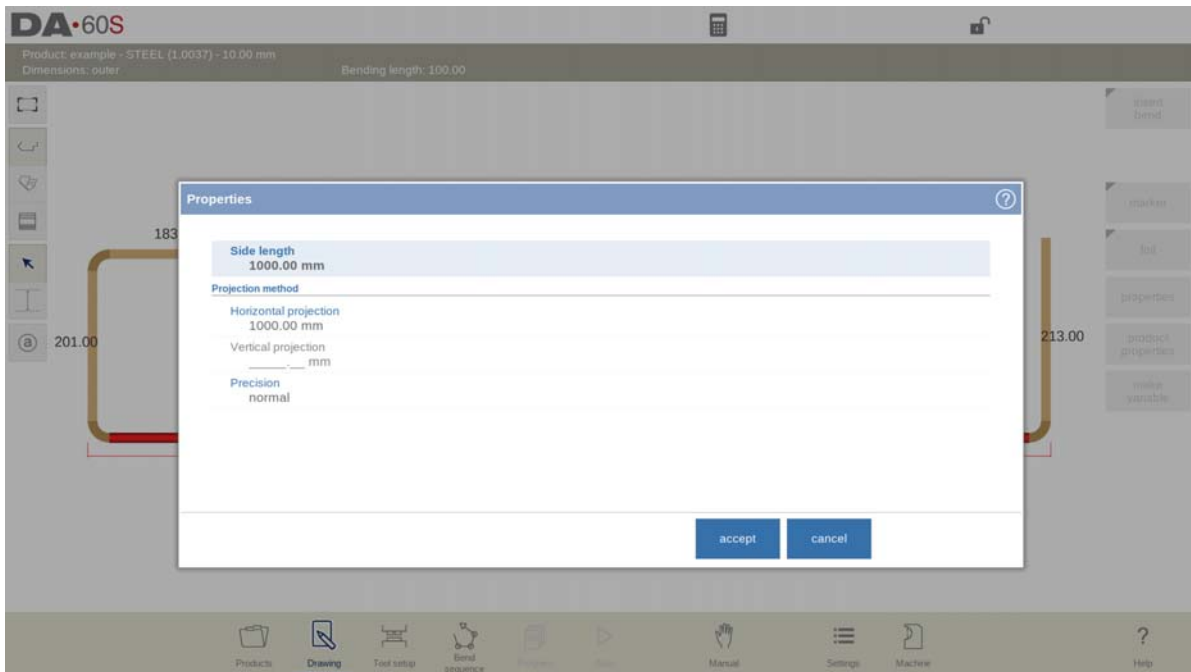 DA•60S
Product: example - STEEL (1.0037) - 10.00 mm
Dimensions: outer
Bending length: 100.00
insert
bend
183
Properties
?
marker
Side length
1000.00 mm
Projection method
Horizontal projection
1000.00 mm
properties
a
201.00
Vertical projection
_____.__ mm
213.00
product
properties
Precision
normal
make
variable
accept
cancel
Products
Drawing
Tool setup
Bend
sequence
Manual
Settings
Machine
?
Help